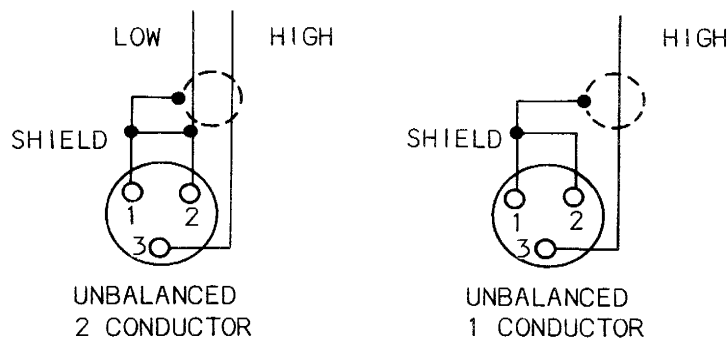 LOW HIGH
SHIELD
1 2
3
UNBALANCED
2 CONDUCTOR
HIGH
SHIELD
1 2
3
UNBALANCED
1 CONDUCTOR